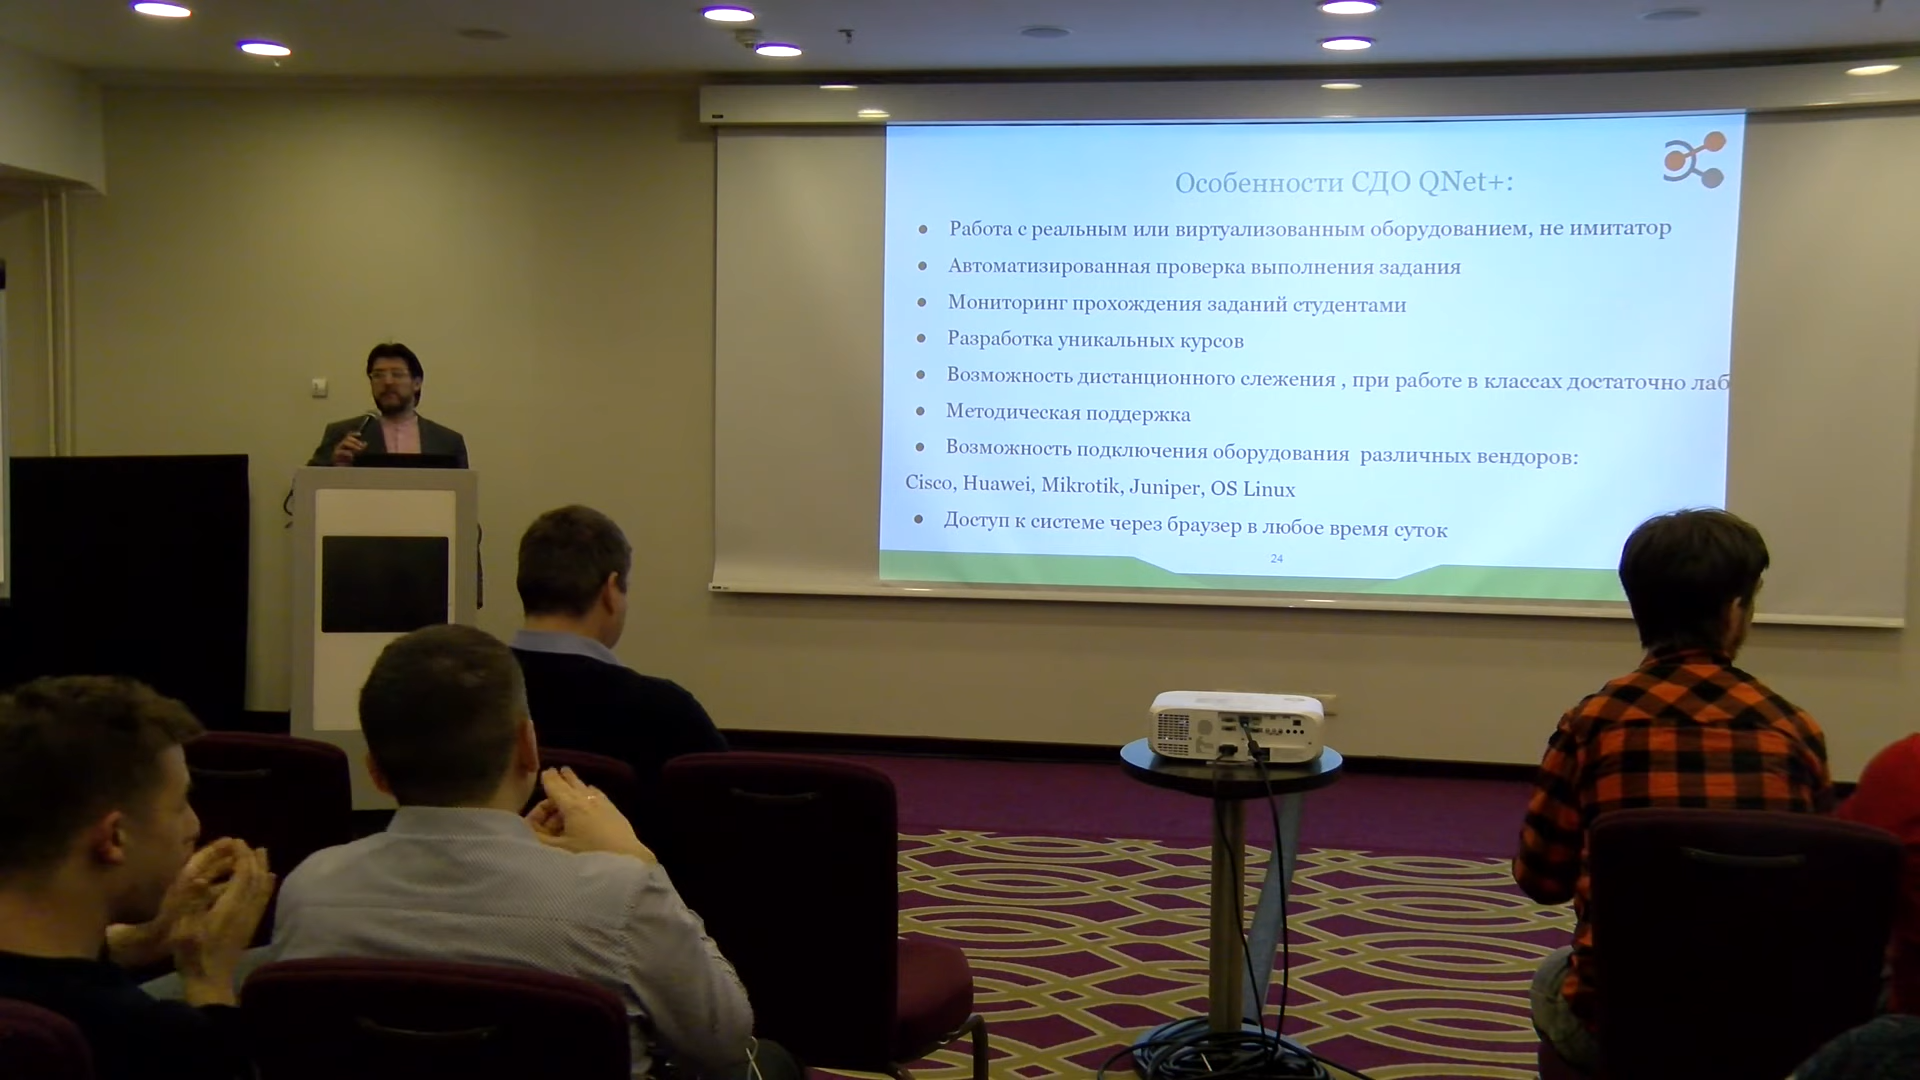 Особенности СДО QNet+:
● Работа с реальным или виртуализованным оборудованием, не имитатор
● Автоматизированная проверка выполнения задания
● Мониторинг прохождения заданий студентами
● Разработка уникальных курсов
● Возможность дистанционного слежения , при работе в классах достаточно лаб
● Методическая поддержка
● Возможность подключения оборудования различных вендоров:
Cisco, Huawei, Mikrotik, Juniper, OS Linux
● Доступ к системе через браузер в любое время суток
24